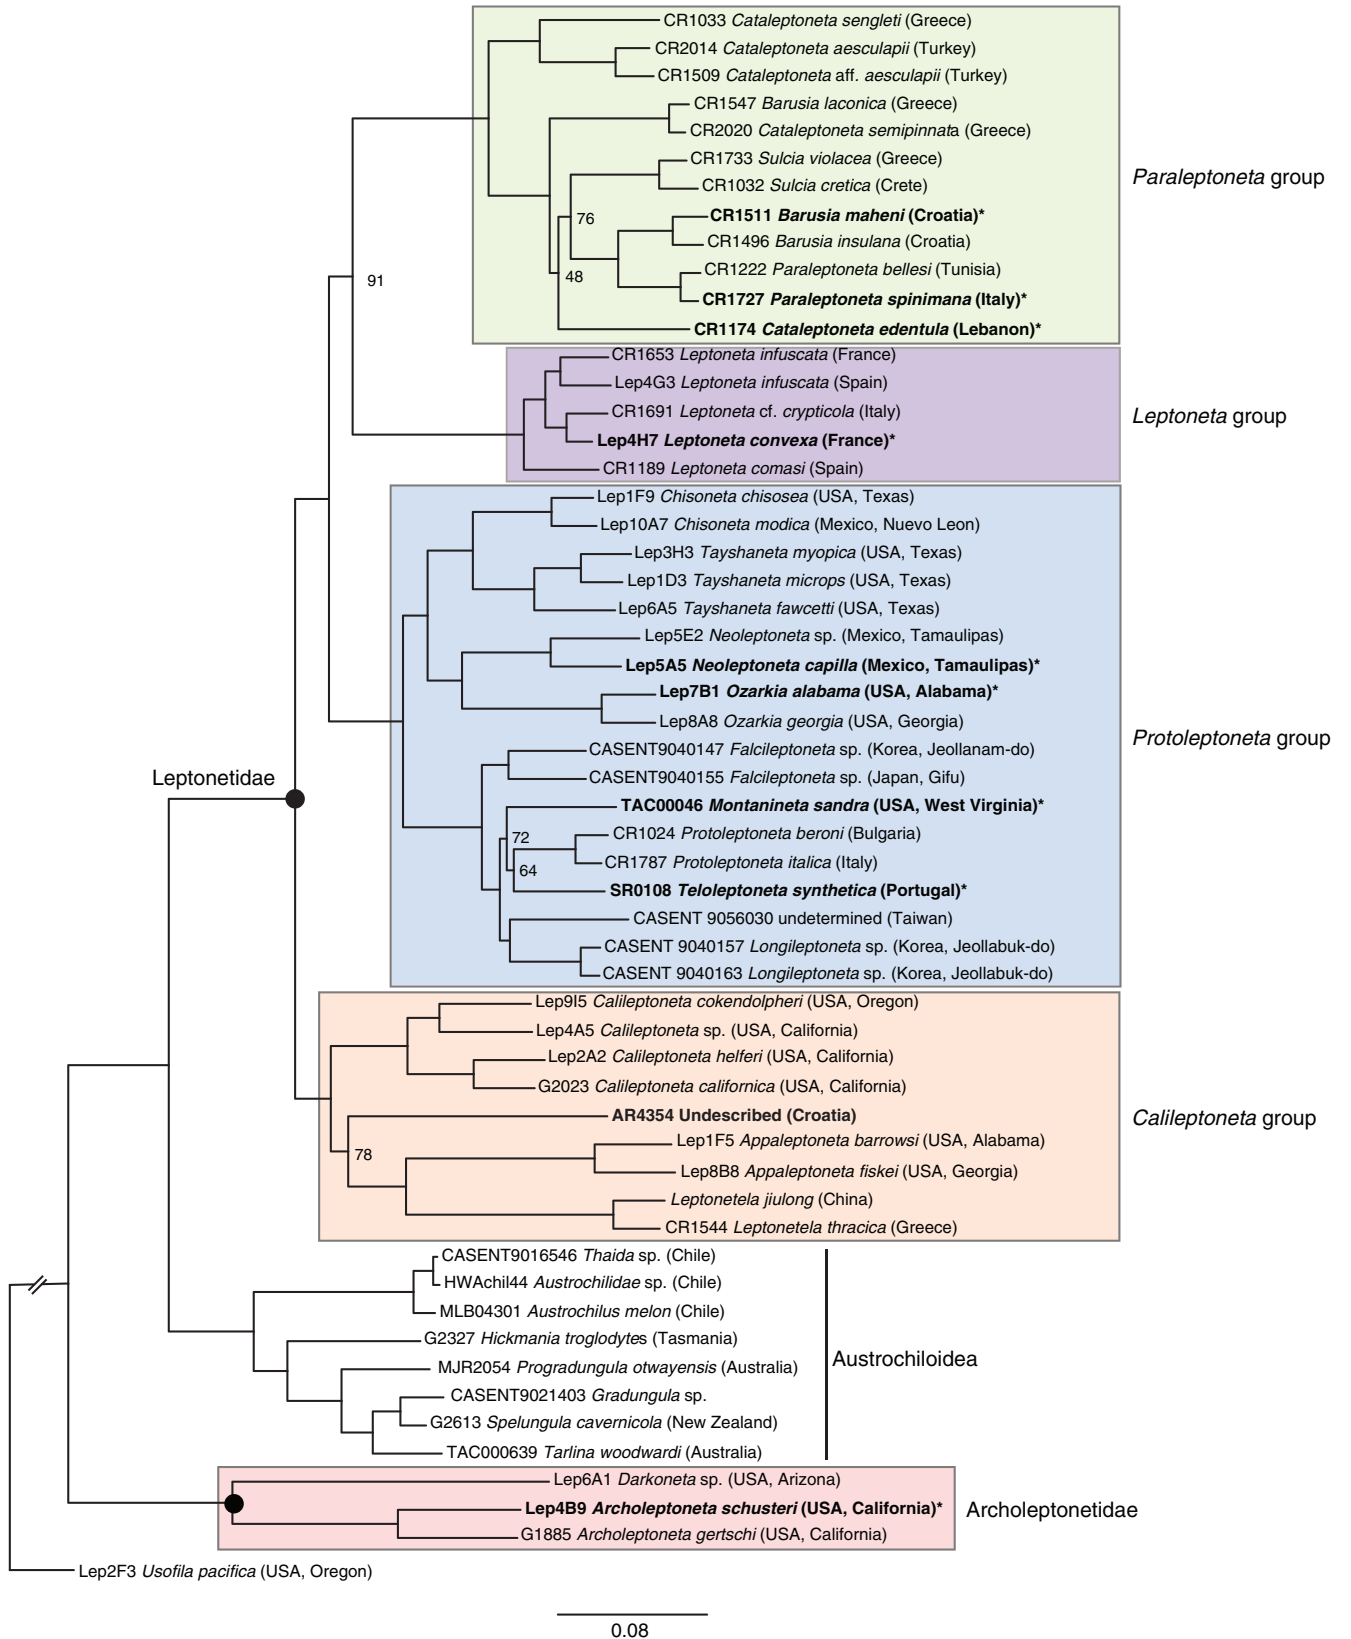 CR1033 Cataleptoneta sengleti (Greece)
CR2014 Cataleptoneta aesculapii (Turkey)
CR1509 Cataleptoneta aff. aesculapii (Turkey)
CR1547 Barusia laconica (Greece)
CR2020 Cataleptoneta semipinnata (Greece)
CR1733 Sulcia violacea (Greece)
CR1032 Sulcia cretica (Crete)
Paraleptoneta group
76
CR1511 Barusia maheni (Croatia)*
CR1496 Barusia insulana (Croatia)
CR1222 Paraleptoneta bellesi (Tunisia)
48
91
CR1727 Paraleptoneta spinimana (Italy)*
CR1174 Cataleptoneta edentula (Lebanon)*
CR1653 Leptoneta infuscata (France)
Lep4G3 Leptoneta infuscata (Spain)
CR1691 Leptoneta cf. crypticola (Italy)
Leptoneta group
Lep4H7 Leptoneta convexa (France)*
CR1189 Leptoneta comasi (Spain)
Lep1F9 Chisoneta chisosea (USA, Texas)
Lep10A7 Chisoneta modica (Mexico, Nuevo Leon)
Lep3H3 Tayshaneta myopica (USA, Texas)
Lep1D3 Tayshaneta microps (USA, Texas)
Lep6A5 Tayshaneta fawcetti (USA, Texas)
Lep5E2 Neoleptoneta sp. (Mexico, Tamaulipas)
Lep5A5 Neoleptoneta capilla (Mexico, Tamaulipas)*
Lep7B1 Ozarkia alabama (USA, Alabama)*
Lep8A8 Ozarkia georgia (USA, Georgia)
Protoleptoneta group
CASENT9040147 Falcileptoneta sp. (Korea, Jeollanam-do)
Leptonetidae
CASENT9040155 Falcileptoneta sp. (Japan, Gifu)
TAC00046 Montanineta sandra (USA, West Virginia)*
72
CR1024 Protoleptoneta beroni (Bulgaria)
CR1787 Protoleptoneta italica (Italy)
64
SR0108 Teloleptoneta synthetica (Portugal)*
CASENT 9056030 undetermined (Taiwan)
CASENT 9040157 Longileptoneta sp. (Korea, Jeollabuk-do)
CASENT 9040163 Longileptoneta sp. (Korea, Jeollabuk-do)
Lep9I5 Calileptoneta cokendolpheri (USA, Oregon)
Lep4A5 Calileptoneta sp. (USA, California)
Lep2A2 Calileptoneta helferi (USA, California)
G2023 Calileptoneta californica (USA, California)
AR4354 Undescribed (Croatia)
Calileptoneta group
Lep1F5 Appaleptoneta barrowsi (USA, Alabama)
78
Lep8B8 Appaleptoneta fiskei (USA, Georgia)
Leptonetela jiulong (China)
CR1544 Leptonetela thracica (Greece)
CASENT9016546 Thaida sp. (Chile)
HWAchil44 Austrochilidae sp. (Chile)
MLB04301 Austrochilus melon (Chile)
G2327 Hickmania troglodytes (Tasmania)
Austrochiloidea
MJR2054 Progradungula otwayensis (Australia)
CASENT9021403 Gradungula sp.
G2613 Spelungula cavernicola (New Zealand)
TAC000639 Tarlina woodwardi (Australia)
Lep6A1 Darkoneta sp. (USA, Arizona)
Lep4B9 Archoleptoneta schusteri (USA, California)*
Archoleptonetidae
G1885 Archoleptoneta gertschi (USA, California)
Lep2F3 Usofila pacifica (USA, Oregon)
0.08